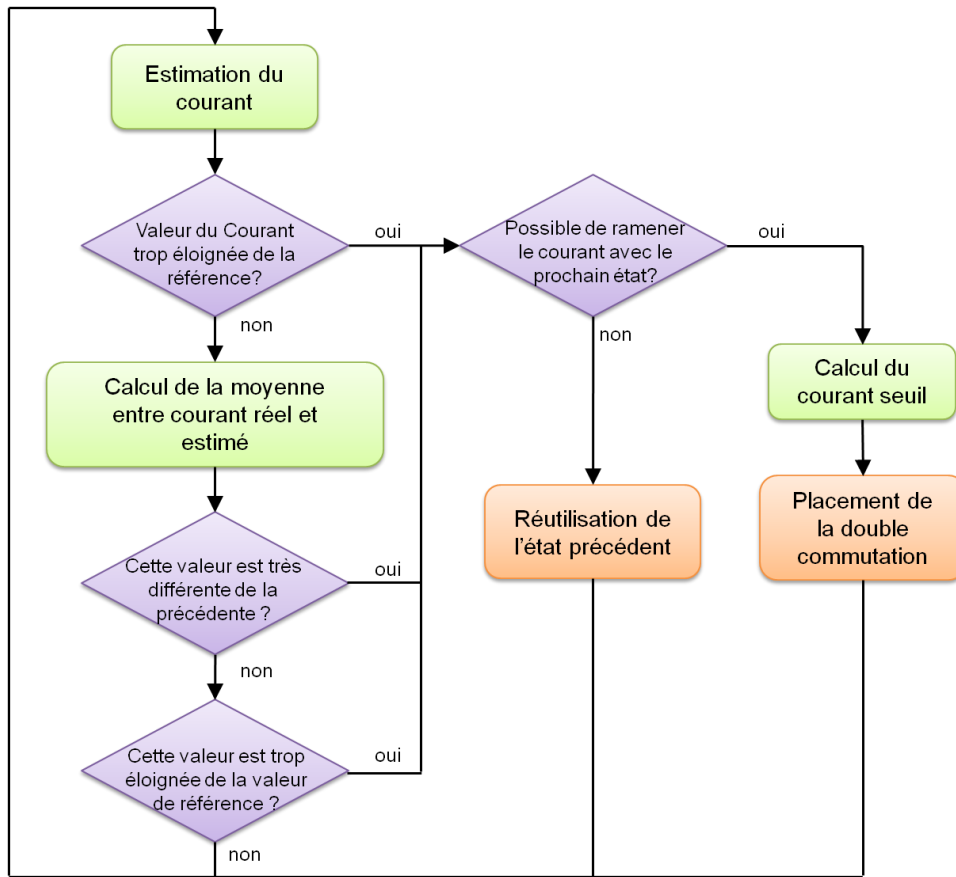 Estimation du
courant
Valeur du Courant
trop éloignée de la
référence?
oui
non
Possible de ramener
le courant avec le
prochain état?
oui
non
Calcul de la moyenne
entre courant réel et
estimé
Calcul du
courant seuil
Réutilisation de
l'état précédent
Placement de
la double
commutation
Cette valeur est très
différente de la
précédente ?
oui
non
Cette valeur est trop
éloignée de la valeur
de référence ?
oui
non